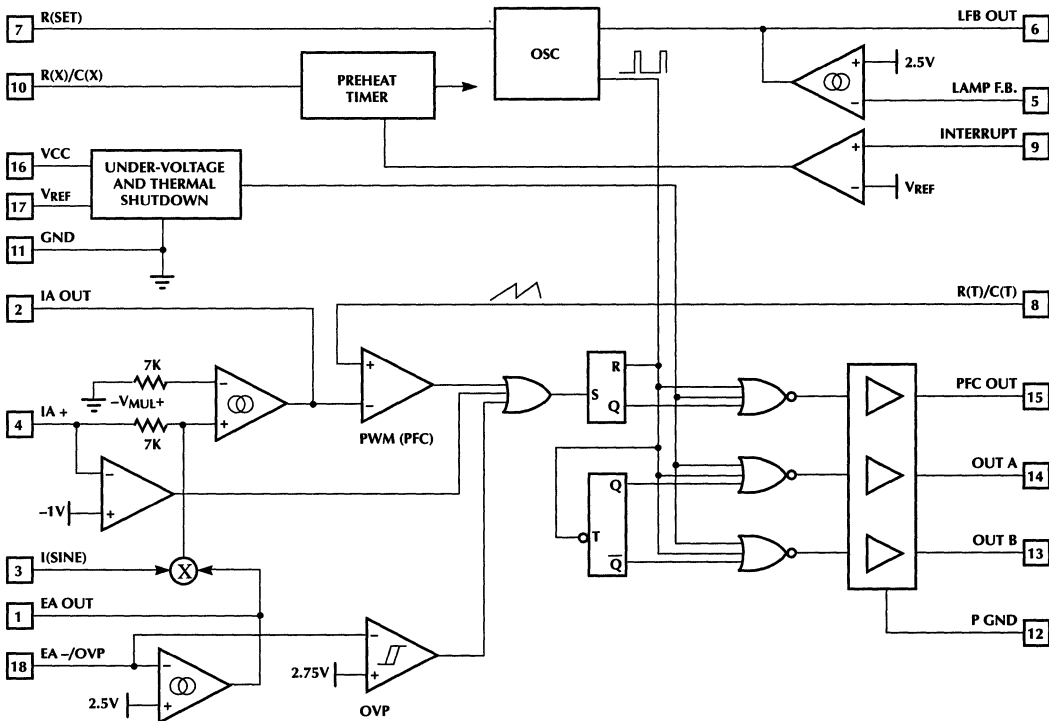 7 R(SET)
OSC
LFB OUT 6
10 R(X)/C(X)
PREHEAT
TIMER
+ 2.5V
– LAMP F.B. 5
INTERRUPT 9
+
– VREF
16 VCC
17 VREF
UNDER-VOLTAGE
AND THERMAL
SHUTDOWN
11 GND
2 IA OUT
R(T)/C(T) 8
7K
–VMUL+
4 IA +
7K
–
+
+
–
PWM (PFC)
S R
Q
PFC OUT 15
–
+
–1V
Q
T
Q
OUT A 14
3 I(SINE)
X
OUT B 13
1 EA OUT
P GND 12
18 EA –/OVP
–
+
2.5V
–
+
2.75V
OVP